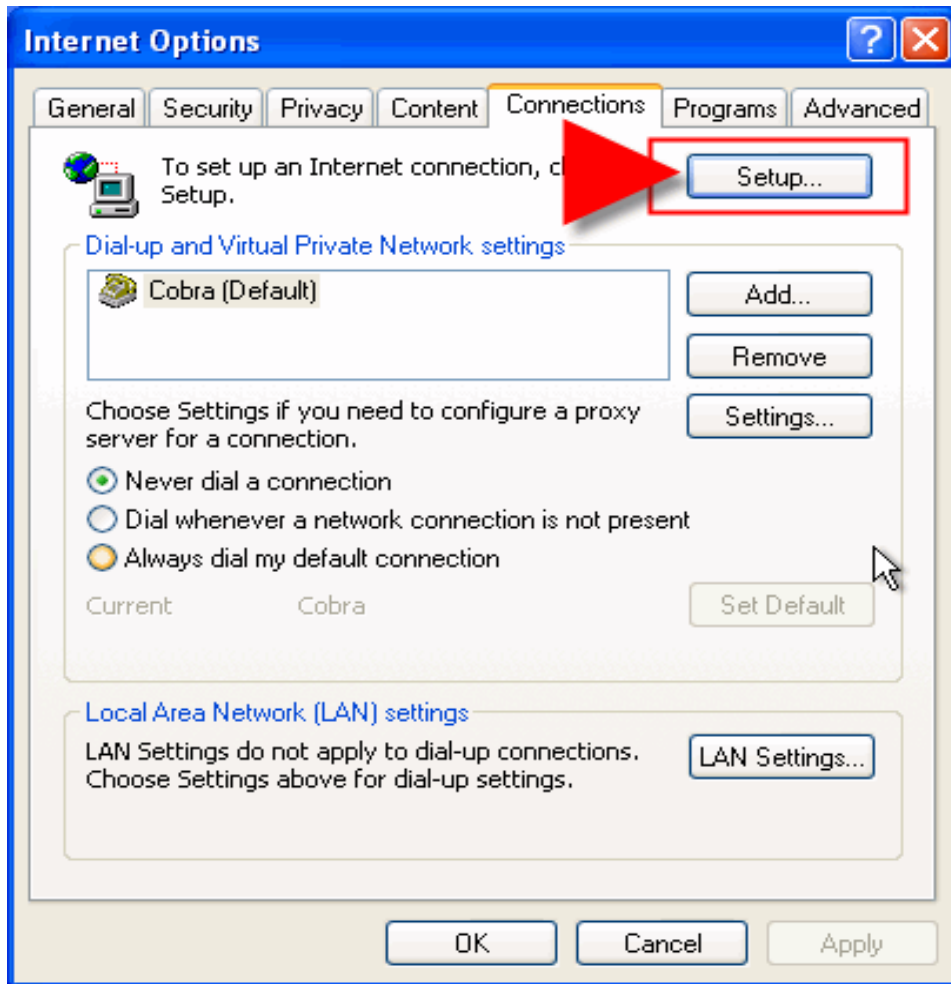 Internet Options
General Security Privacy Content Connections Programs Advanced
To set up an Internet connection,
Setup.
Setup...
Dial-up and Virtual Private Network settings
Cobra (Default)
Add...
Remove
Choose Settings if you need to configure a proxy
server for a connection.
Settings...
Never dial a connection
Dial whenever a network connection is not present
Always dial my default connection
Current Cobra
Set Default
Local Area Network (LAN) settings
LAN Settings do not apply to dial-up connections.
Choose Settings above for dial-up settings.
LAN Settings...
OK Cancel Apply